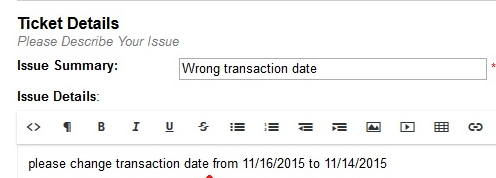 Ticket Details
Please Describe Your Issue
Issue Summary: Wrong transaction date *
Issue Details:
<> ¶ B I U S
please change transaction date from 11/16/2015 to 11/14/2015